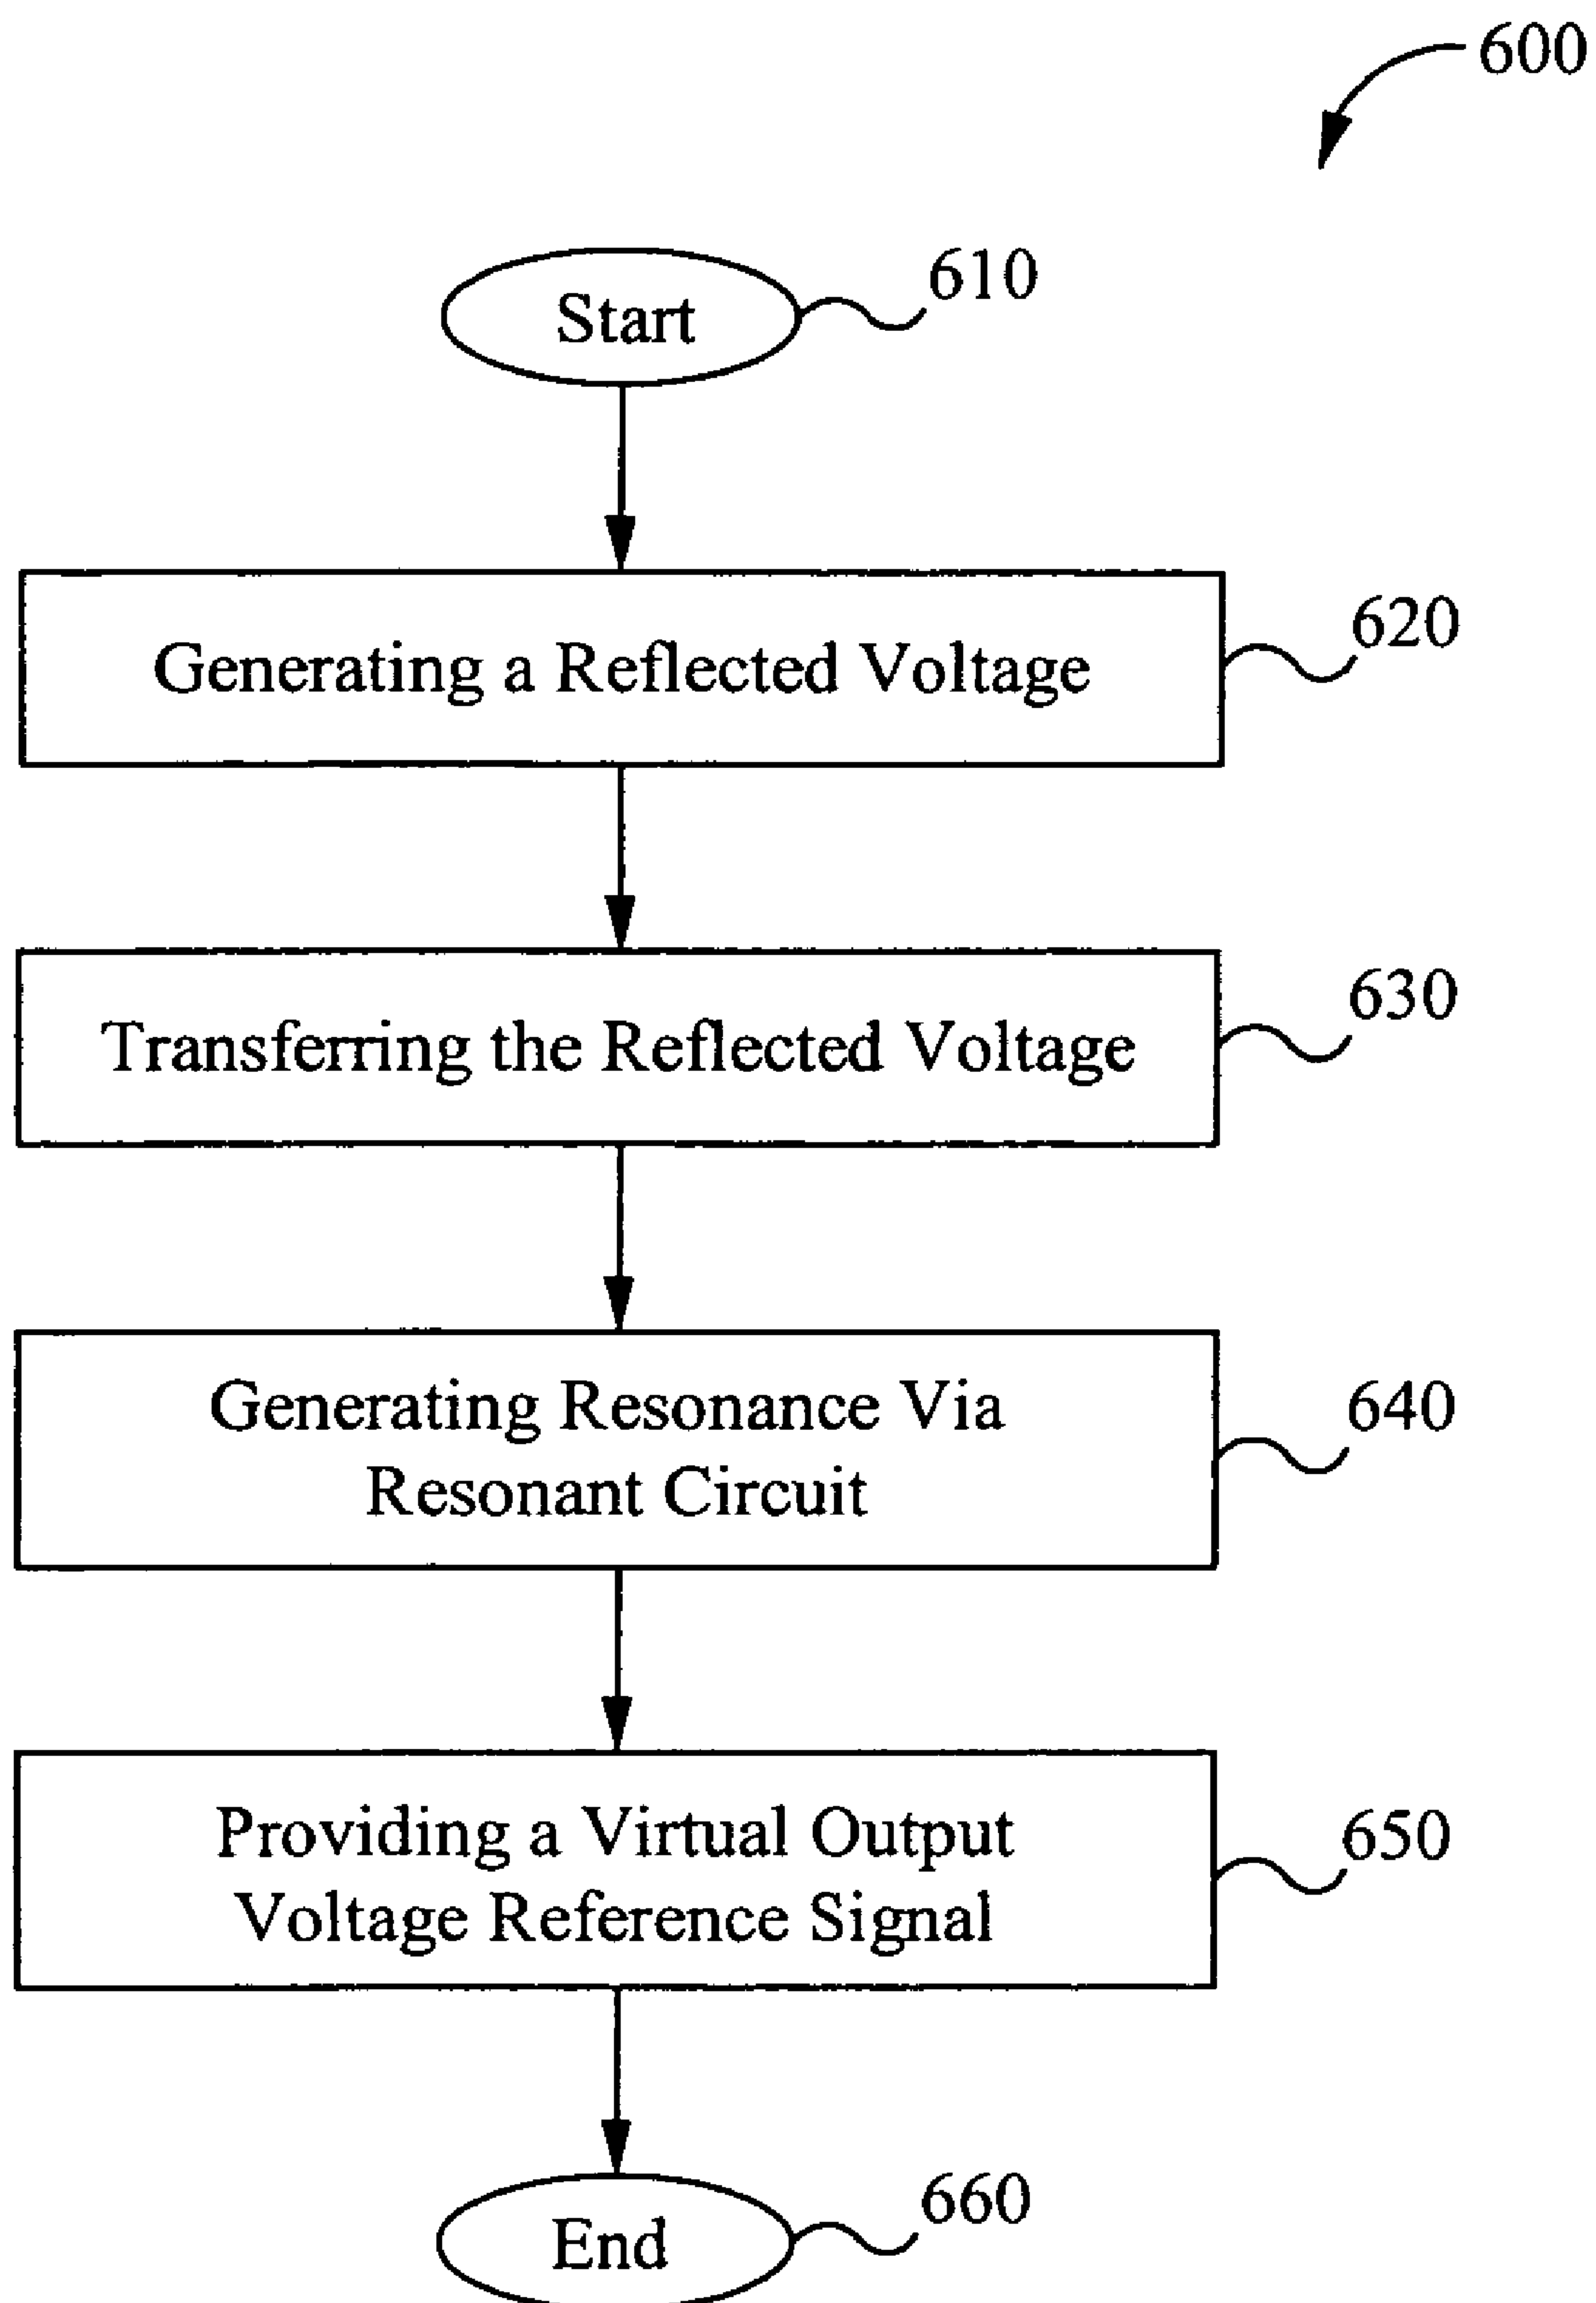 600
Start
610
Generating a Reflected Voltage
620
Transferring the Reflected Voltage
630
Generating Resonance Via
Resonant Circuit
640
Providing a Virtual Output
Voltage Reference Signal
650
End
660